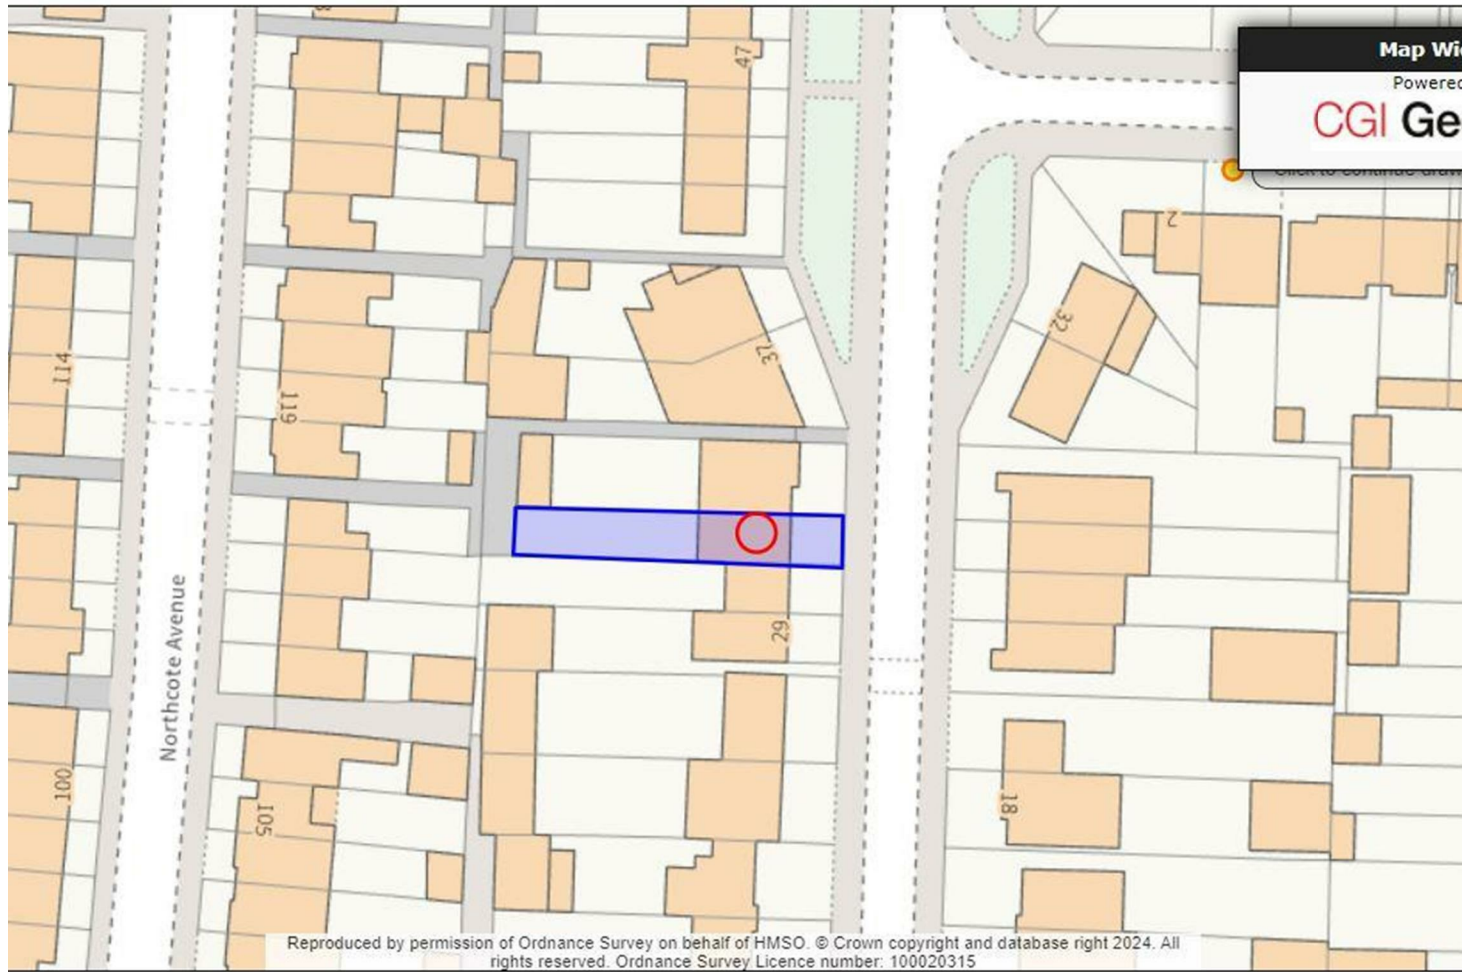 47
Map Wi
Powered
CGI Ge
2
32
37
114
119
29
Northcote Avenue
100
105
18
Reproduced by permission of Ordnance Survey on behalf of HMSO. © Crown copyright and database right 2024. All
rights reserved. Ordnance Survey Licence number: 100020315